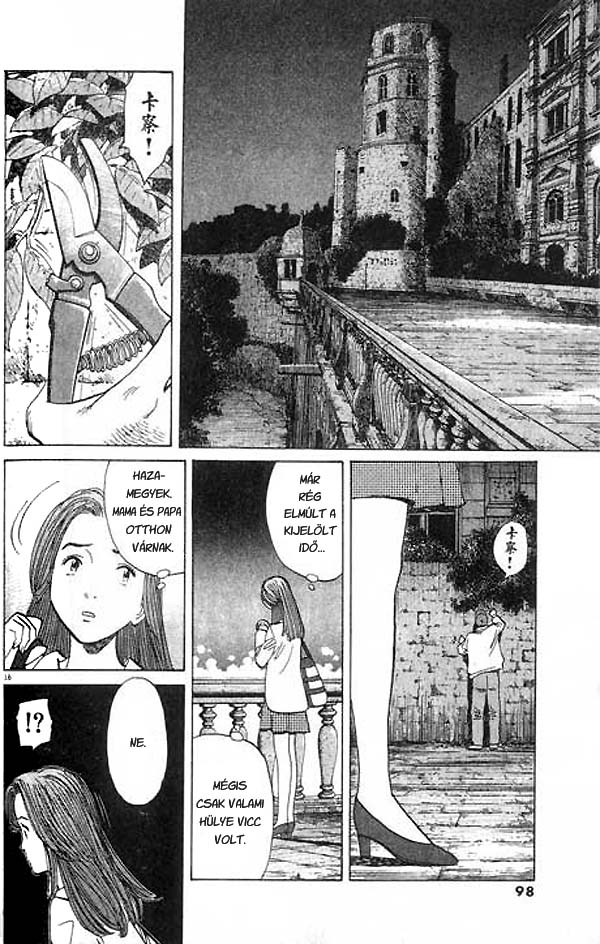 卡察!
卡察!
MÁR
RÉG
ELMÚLT A
KIJELÖLT
IDŐ...
MÉGIS
CSAK VALAMI
HÜLYE VICC
VOLT.
HAZA-
MEGYEK.
MAMA ÉS PAPA
OTTHON
VÁRNAK.
16
NE.
!?
98